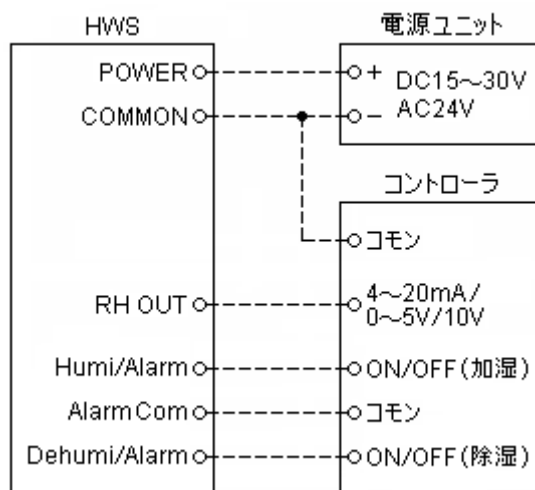 HWS
POWER
COMMON
RH OUT
Humi/Alarm
Alarm Com
Dehumi/Alarm
電源ユニット
+ DC15～30V
- AC24V
コントローラ
コモン
4～20mA/
0～5V/10V
ON/OFF(加湿)
コモン
ON/OFF(除湿)